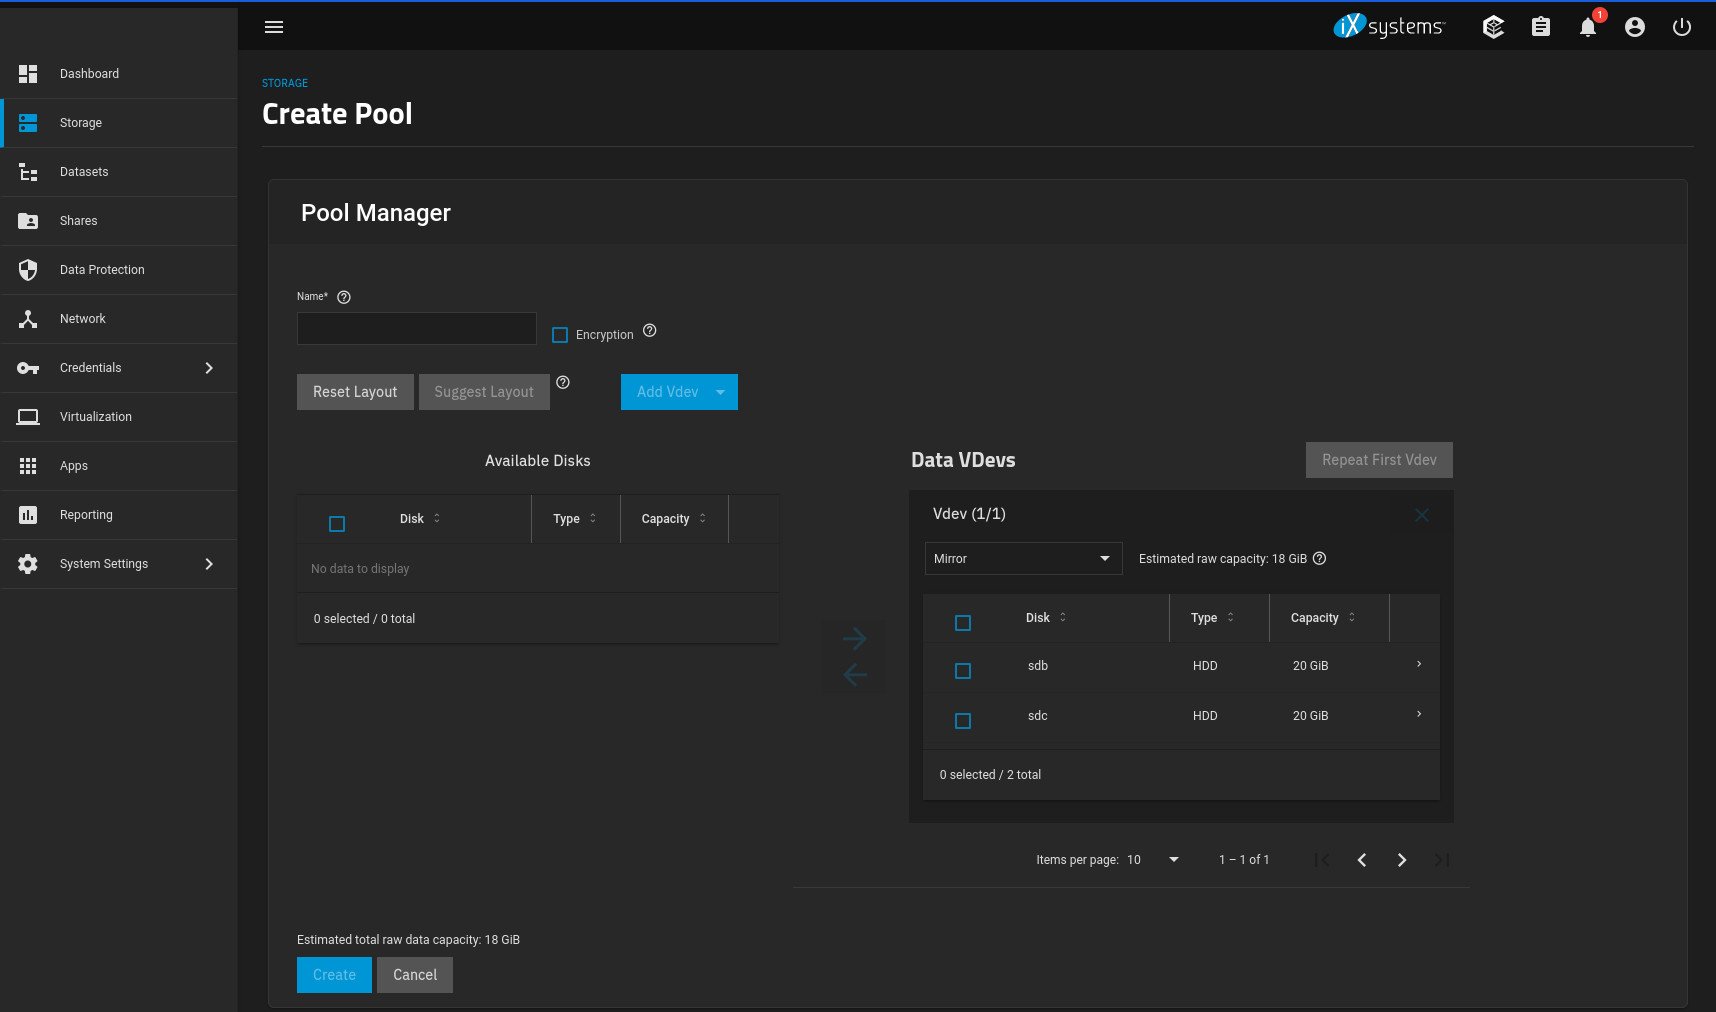 iXsystems
1
Dashboard
Storage
Datasets
Shares
Data Protection
Network
Credentials
Virtualization
Apps
Reporting
System Settings
STORAGE
Create Pool
Pool Manager
Name*
Encryption
Reset Layout Suggest Layout Add Vdev
Available Disks
Disk Type Capacity
No data to display
0 selected / 0 total
Data VDevs Repeat First Vdev
Vdev (1/1)
Mirror Estimated raw capacity: 18 GiB
Disk Type Capacity
sdb HDD 20 GiB
sdc HDD 20 GiB
0 selected / 2 total
Items per page: 10 1 – 1 of 1
Estimated total raw data capacity: 18 GiB
Create Cancel